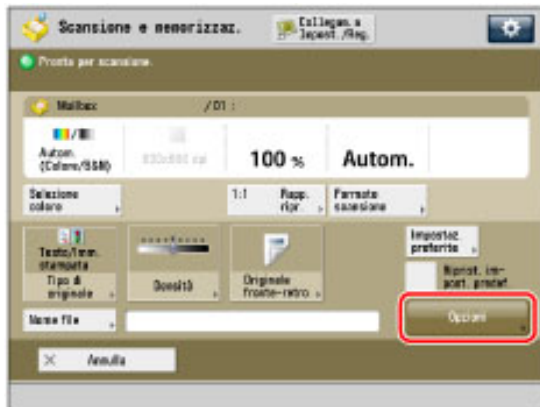 Scansione e memorizzaz.
Collegam. a
Impost./Reg.
Pronta per scansione.
Mailbox /01 :
Autom.
(Colore/B&N)
100 %
Autom.
Selezione
colore
1:1 Rapp.
ripr.
Formato
scansione
Testo/Imm.
stampata
Tipo di
originale
Densità
Originale
fronte-retro
Impostaz.
preferite
Riprist. im-
post. predef.
Nome file
Opzioni
Annulla